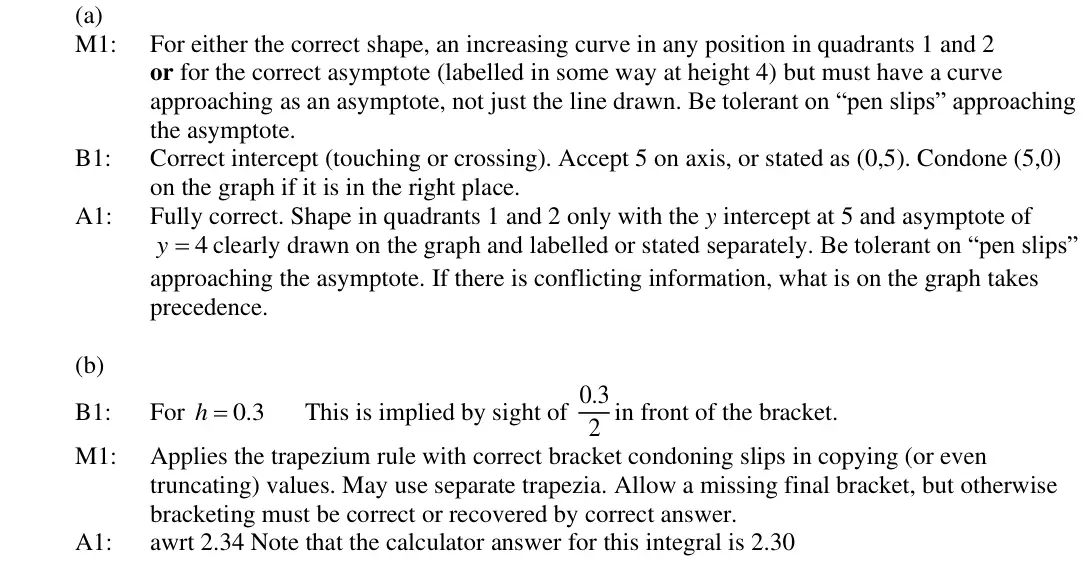 (a)
M1: For either the correct shape, an increasing curve in any position in quadrants 1 and 2
or for the correct asymptote (labelled in some way at height 4) but must have a curve
approaching as an asymptote, not just the line drawn. Be tolerant on “pen slips” approaching
the asymptote.
B1: Correct intercept (touching or crossing). Accept 5 on axis, or stated as (0,5). Condone (5,0)
on the graph if it is in the right place.
A1: Fully correct. Shape in quadrants 1 and 2 only with the y intercept at 5 and asymptote of
y = 4 clearly drawn on the graph and labelled or stated separately. Be tolerant on “pen slips”
approaching the asymptote. If there is conflicting information, what is on the graph takes
precedence.
(b)
B1: For h = 0.3 This is implied by sight of 0.3/2 in front of the bracket.
M1: Applies the trapezium rule with correct bracket condoning slips in copying (or even
truncating) values. May use separate trapezia. Allow a missing final bracket, but otherwise
bracketing must be correct or recovered by correct answer.
A1: awrt 2.34 Note that the calculator answer for this integral is 2.30